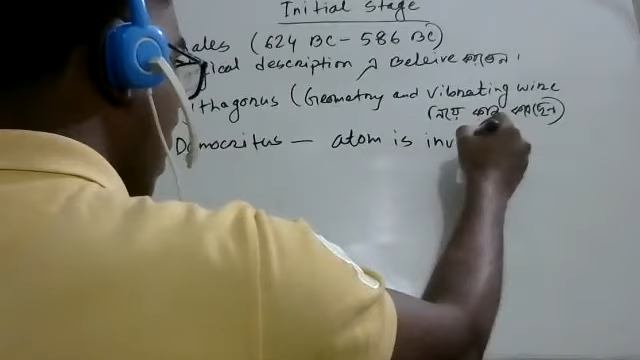 Initial Stage
ales (624 BC - 586 BC)
ical description Beleive করতেন।
ithagorus (Geometry and vibrating wire
নিয়ে কাজ করেছেন)
Democritus — atom is inv